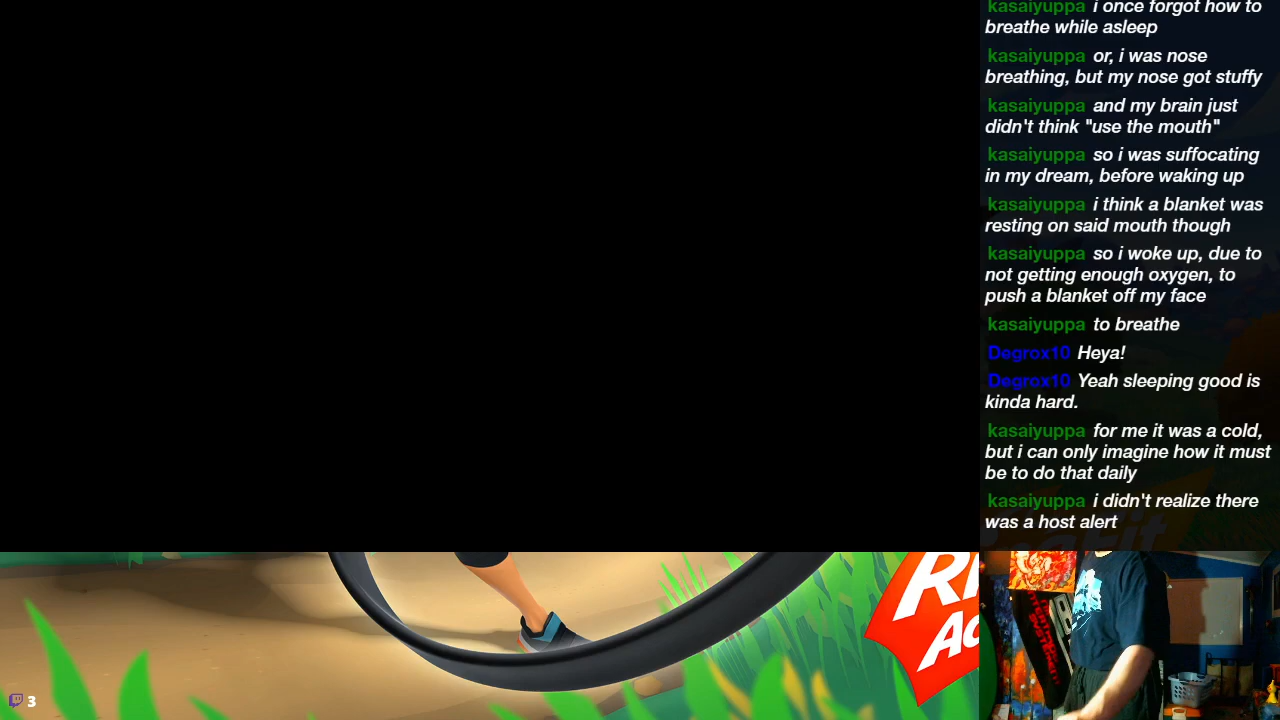 kasaiyuppa i once forgot how to
breathe while asleep
kasaiyuppa or, i was nose
breathing, but my nose got stuffy
kasaiyuppa and my brain just
didn't think "use the mouth"
kasaiyuppa so i was suffocating
in my dream, before waking up
kasaiyuppa i think a blanket was
resting on said mouth though
kasaiyuppa so i woke up, due to
not getting enough oxygen, to
push a blanket off my face
kasaiyuppa to breathe
Degrox10 Heya!
Degrox10 Yeah sleeping good is
kinda hard.
kasaiyuppa for me it was a cold,
but i can only imagine how it must
be to do that daily
kasaiyuppa i didn't realize there
was a host alert
3